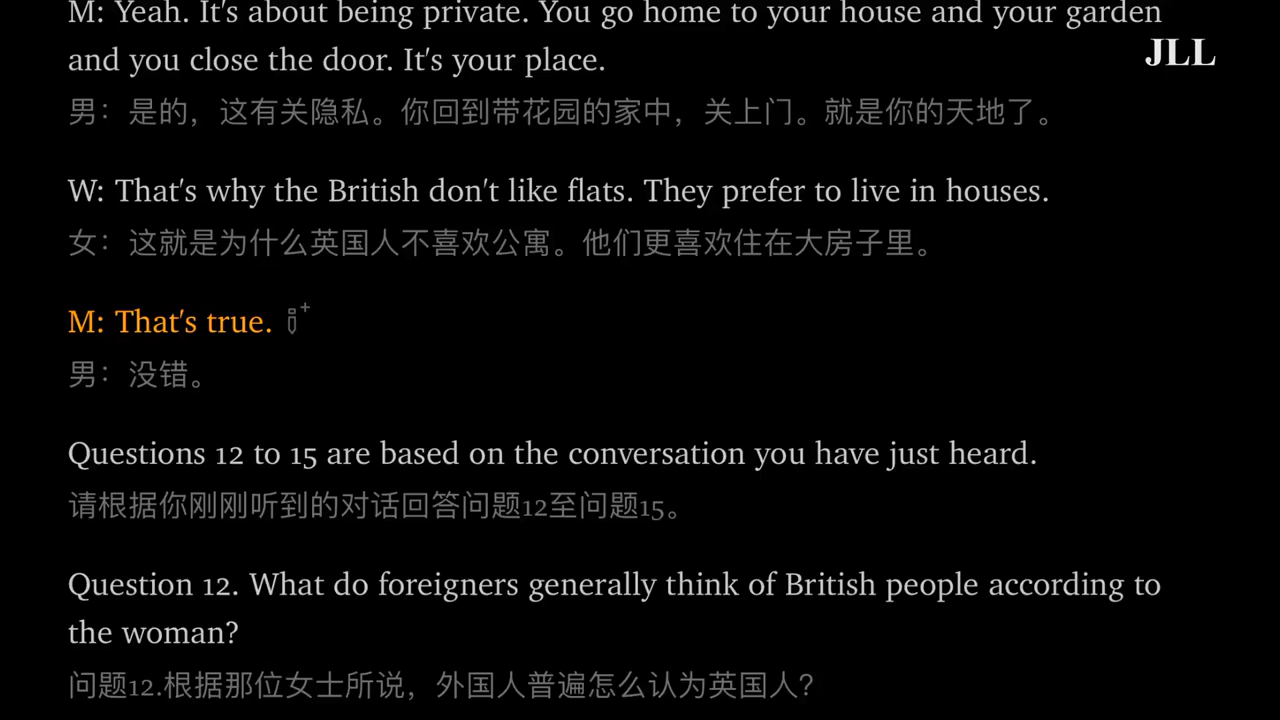 M: Yeah. It's about being private. You go home to your house and your garden
and you close the door. It's your place.
JLL
男：是的，这有关隐私。你回到带花园的家中，关上门。就是你的天地了。
W: That's why the British don't like flats. They prefer to live in houses.
女：这就是为什么英国人不喜欢公寓。他们更喜欢住在大房子里。
M: That's true.
男：没错。
Questions 12 to 15 are based on the conversation you have just heard.
请根据你刚刚听到的对话回答问题12至问题15。
Question 12. What do foreigners generally think of British people according to
the woman?
问题12.根据那位女士所说，外国人普遍怎么认为英国人？